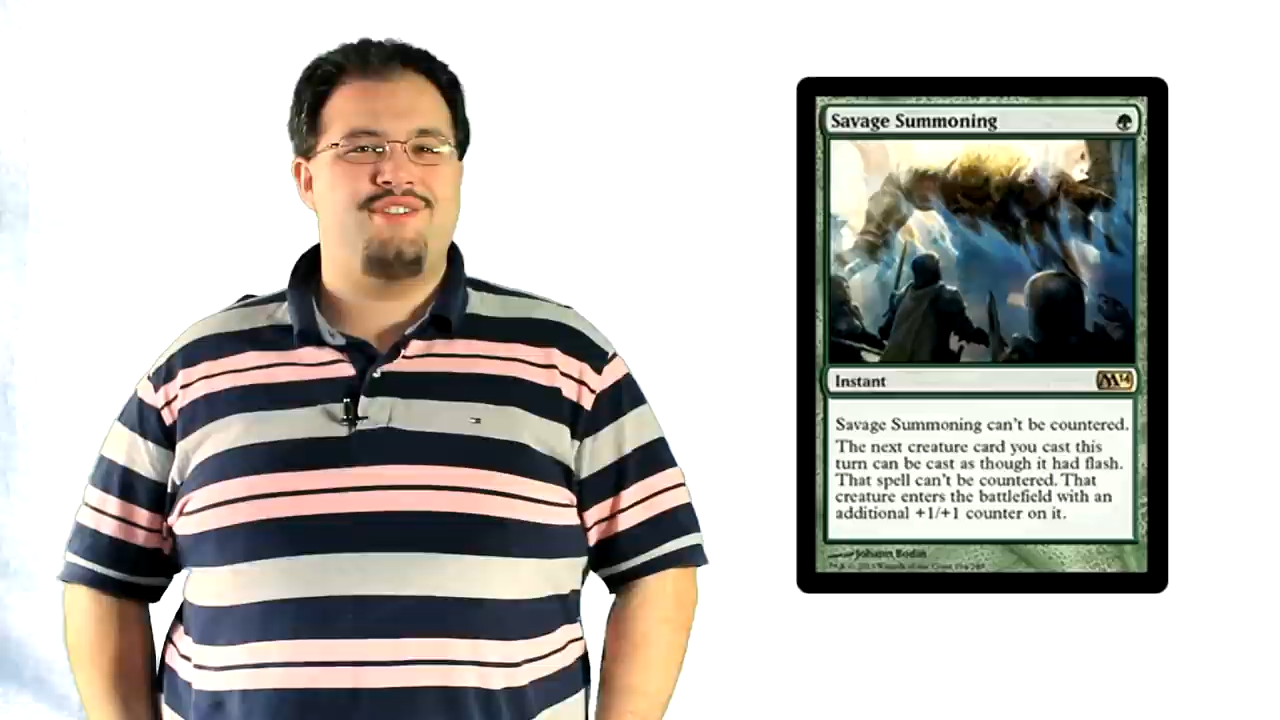 Savage Summoning
Instant
M14
Savage Summoning can't be countered.
The next creature card you cast this
turn can be cast as though it had flash.
That spell can't be countered. That
creature enters the battlefield with an
additional +1/+1 counter on it.
Johann Bodin